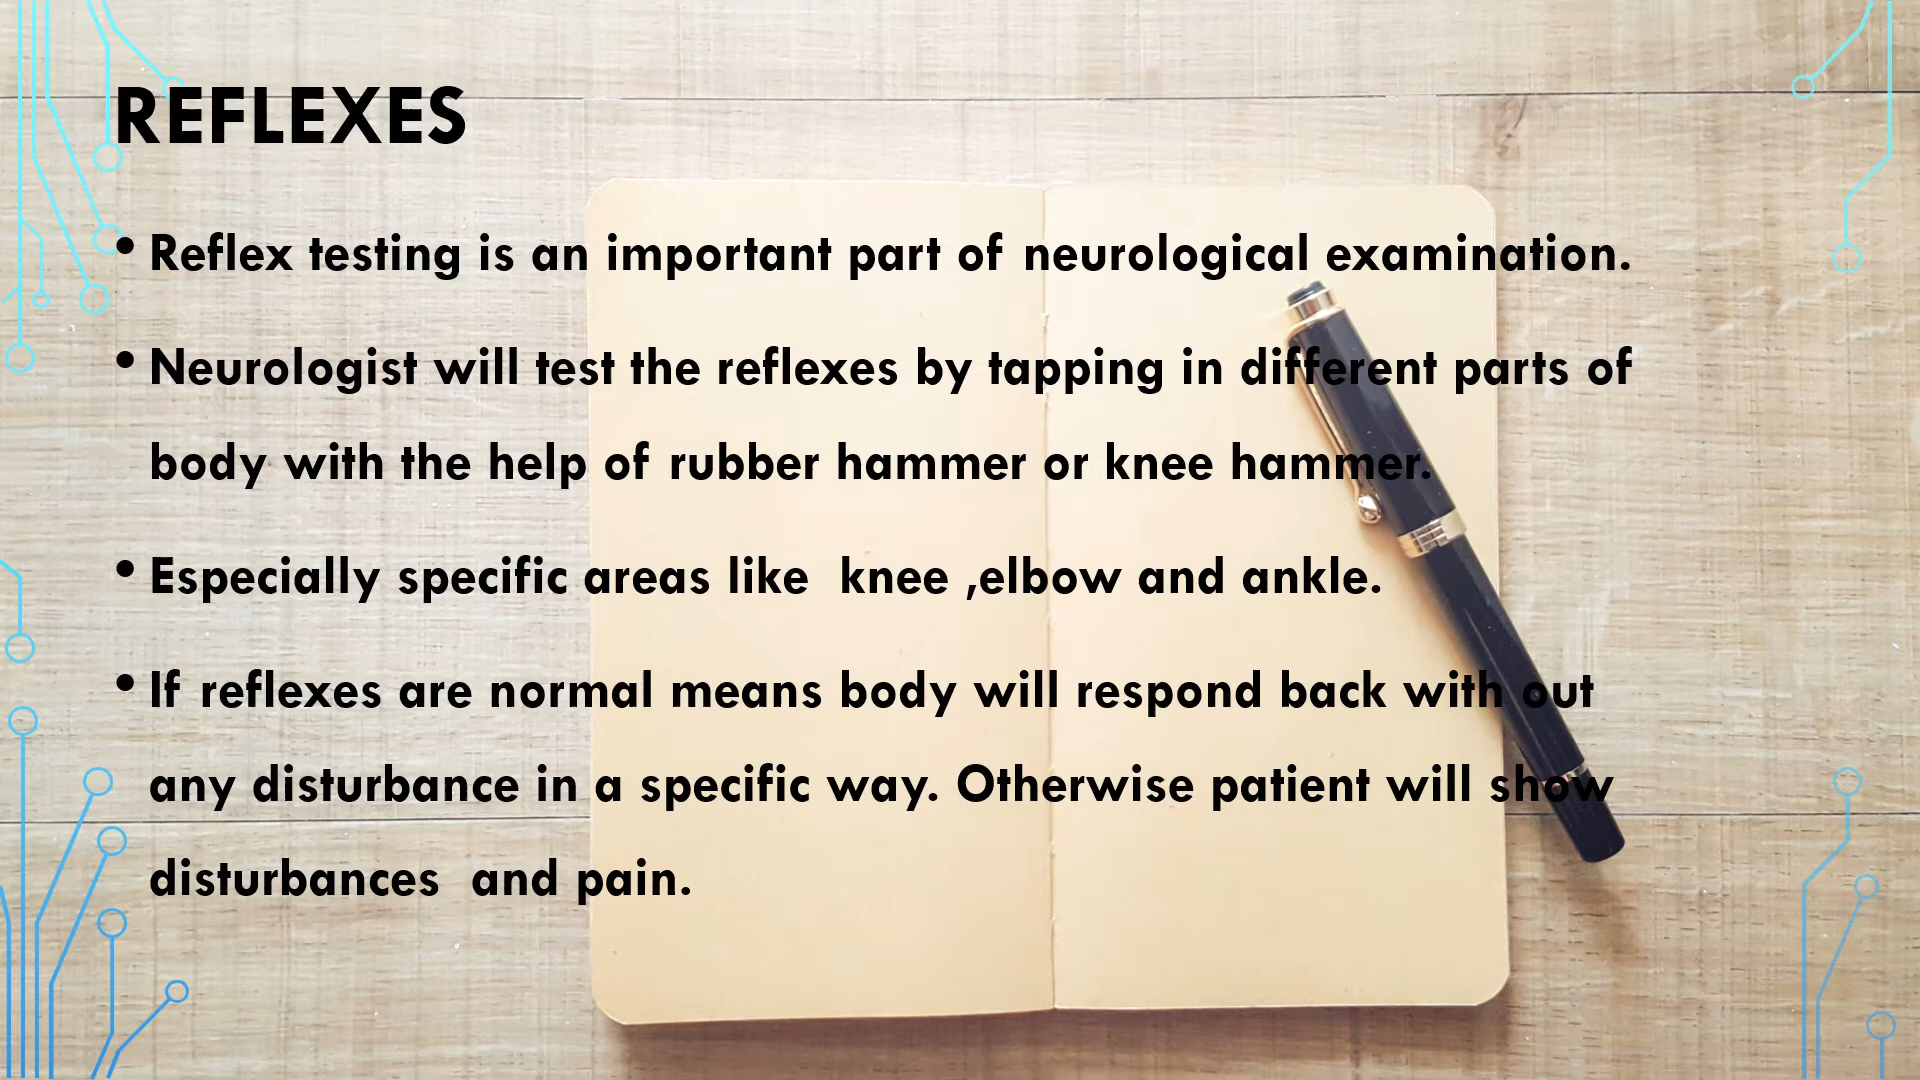 REFLEXES
• Reflex testing is an important part of neurological examination.
• Neurologist will test the reflexes by tapping in different parts of
body with the help of rubber hammer or knee hammer.
• Especially specific areas like  knee ,elbow and ankle.
• If reflexes are normal means body will respond back with out
any disturbance in a specific way. Otherwise patient will show
disturbances  and pain.